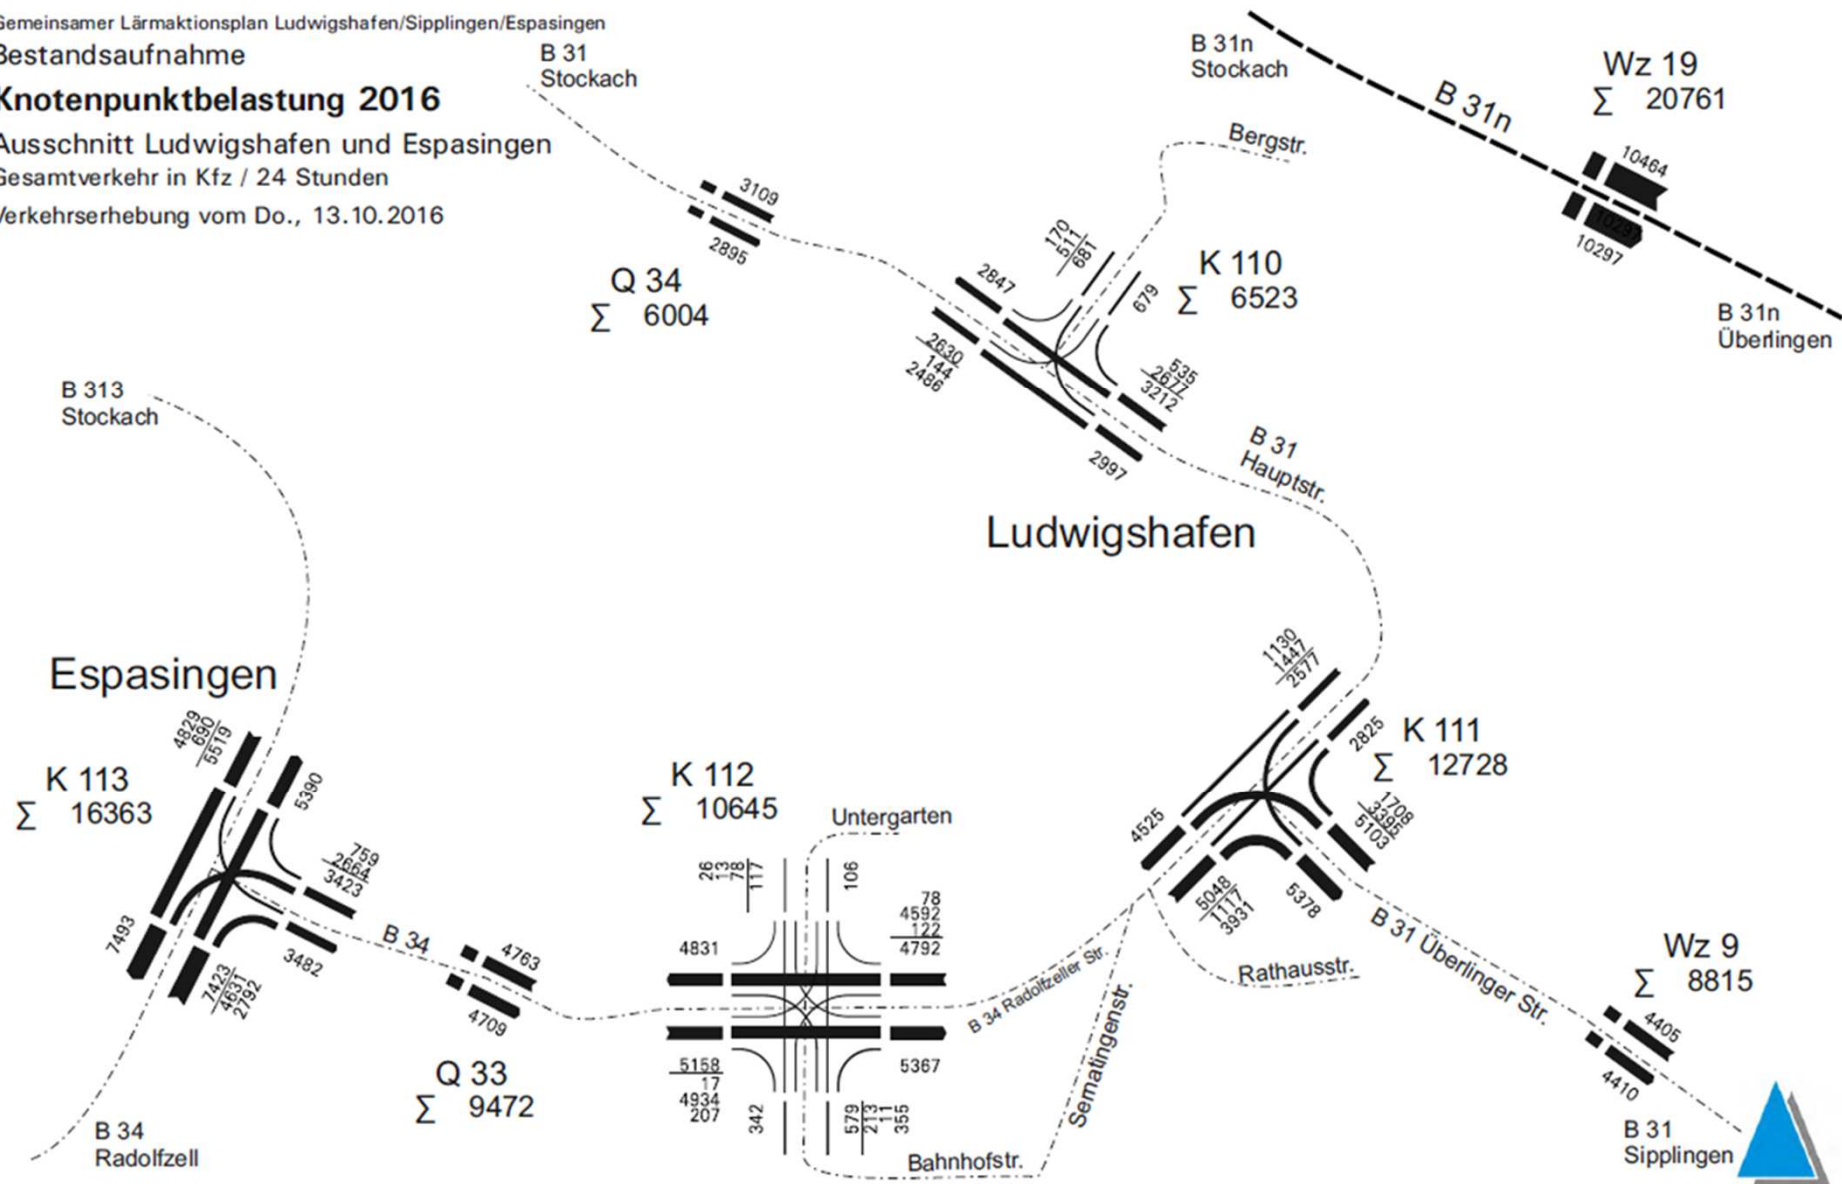 Gemeinsamer Lärmaktionsplan Ludwigshafen/Sipplingen/Espasingen
Bestandsaufnahme
Knotenpunktbelastung 2016
Ausschnitt Ludwigshafen und Espasingen
Gesamtverkehr in Kfz / 24 Stunden
Verkehrserhebung vom Do., 13.10.2016
B 31
Stockach
B 31n
Stockach
B 31n
Wz 19
Σ 20761
10464
10297
10297
B 31n
Überlingen
Bergstr.
3109
2895
Q 34
Σ 6004
K 110
Σ 6523
170
511
681
679
2847
2630
144
2486
535
2677
3212
2997
B 31
Hauptstr.
Ludwigshafen
B 313
Stockach
Espasingen
K 113
Σ 16363
4829
690
5519
5390
759
2664
3423
7493
7423
4631
2792
3482
B 34
4763
4709
Q 33
Σ 9472
B 34
Radolfzell
K 112
Σ 10645
Untergarten
26
13
78
117
106
78
4592
122
4792
4831
5158
17
4934
207
5367
342
579
213
11
355
Bahnhofstr.
B 34 Radolfzeller Str.
Sernatingenstr.
Rathausstr.
K 111
Σ 12728
1130
1447
2577
2825
1708
3395
5103
4525
5048
1117
3931
5378
B 31 Überlinger Str.
Wz 9
Σ 8815
4405
4410
B 31
Sipplingen